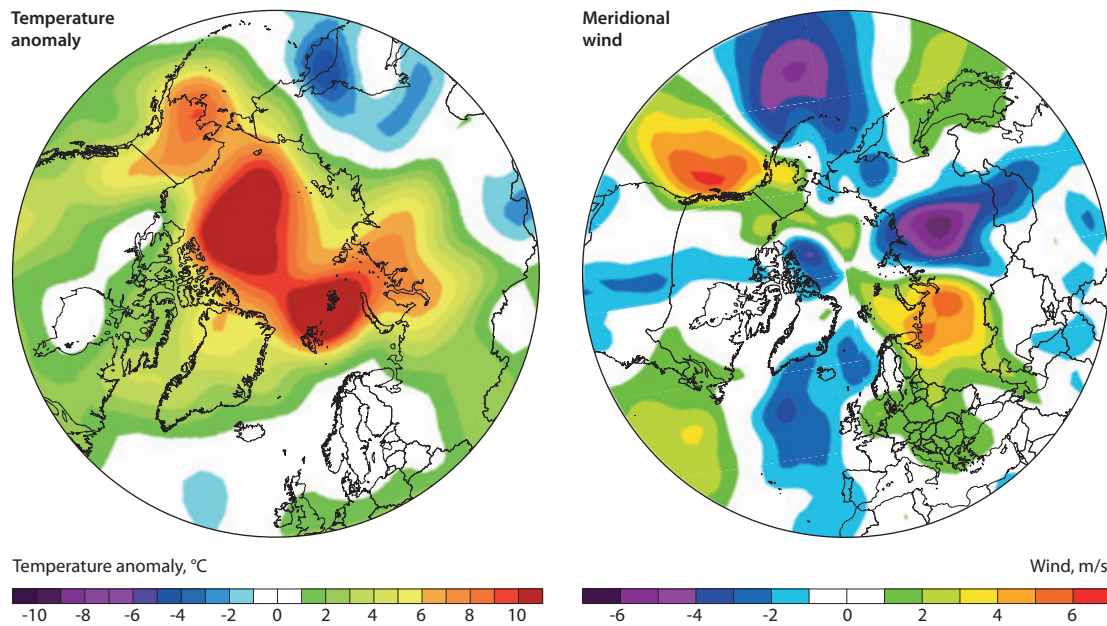 Temperature
anomaly
Meridional
wind
Temperature anomaly, °C
-10 -8 -6 -4 -2 0 2 4 6 8 10
Wind, m/s
-6 -4 -2 0 2 4 6